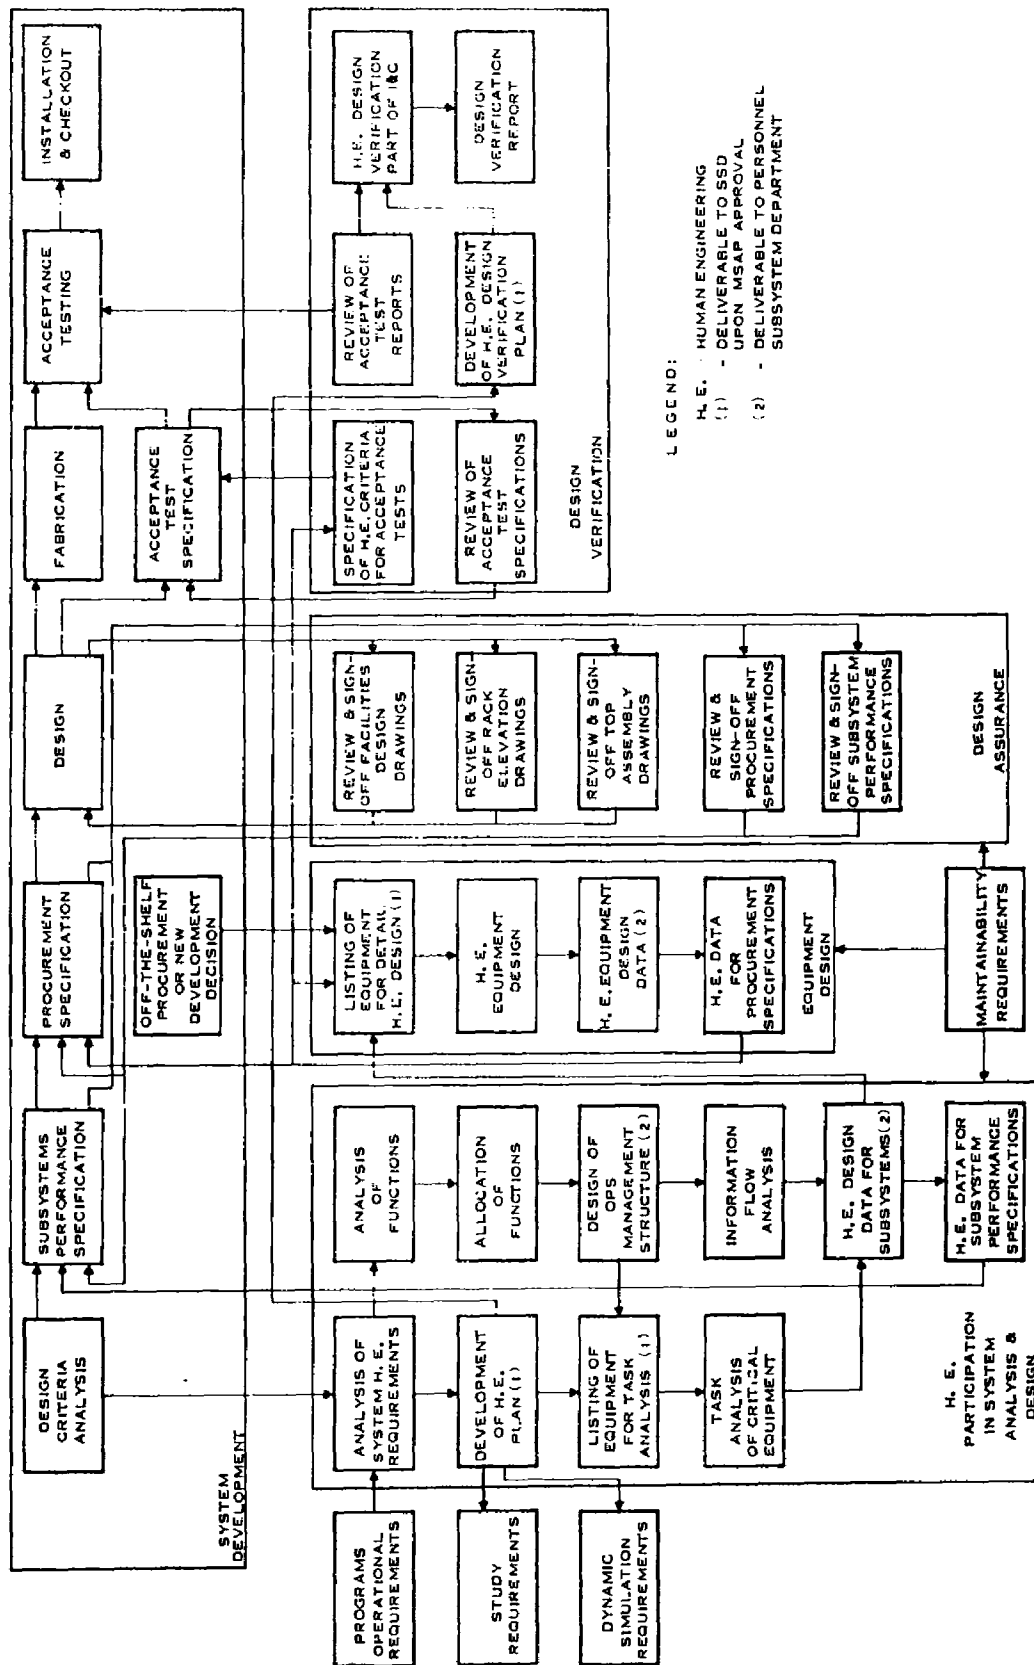 DESIGN
CRITERIA
ANALYSIS
SUBSYSTEMS
PERFORMANCE
SPECIFICATION
PROCUREMENT
SPECIFICATION
DESIGN
FABRICATION
ACCEPTANCE
TESTING
INSTALLATION
& CHECKOUT
OFF-THE-SHELF
PROCUREMENT
OR NEW
DEVELOPMENT
DECISION
ACCEPTANCE
TEST
SPECIFICATION
SYSTEM
DEVELOPMENT
PROGRAMS
OPERATIONAL
REQUIREMENTS
STUDY
REQUIREMENTS
DYNAMIC
SIMULATION
REQUIREMENTS
ANALYSIS OF
SYSTEM H.E.
REQUIREMENTS
DEVELOPMENT
OF H.E.
PLAN (1)
LISTING OF
EQUIPMENT
FOR TASK
ANALYSIS (1)
TASK
ANALYSIS
OF CRITICAL
EQUIPMENT
ANALYSIS
OF
FUNCTIONS
ALLOCATION
OF
FUNCTIONS
DESIGN OF
OPS
MANAGEMENT
STRUCTURE (2)
INFORMATION
FLOW
ANALYSIS
H.E. DESIGN
DATA FOR
SUBSYSTEMS(2)
H.E. DATA FOR
SUBSYSTEM
PERFORMANCE
SPECIFICATIONS
H. E.
PARTICIPATION
IN SYSTEM
ANALYSIS &
DESIGN
LISTING OF
EQUIPMENT
FOR DETAIL
H.E. DESIGN (1)
H. E.
EQUIPMENT
DESIGN
H. E. EQUIPMENT
DESIGN
DATA (2)
H.E. DATA
FOR
PROCUREMENT
SPECIFICATIONS
EQUIPMENT
DESIGN
MAINTAINABILITY
REQUIREMENTS
REVIEW & SIGN-
OFF FACILITIES
DESIGN
DRAWINGS
REVIEW & SIGN-
OFF RACK
ELEVATION
DRAWINGS
REVIEW & SIGN-
OFF TOP
ASSEMBLY
DRAWINGS
REVIEW &
SIGN-OFF
PROCUREMENT
SPECIFICATIONS
REVIEW & SIGN-
OFF SUBSYSTEM
PERFORMANCE
SPECIFICATIONS
DESIGN
ASSURANCE
SPECIFICATION
OF H.E. CRITERIA
FOR ACCEPTANCE
TESTS
REVIEW OF
ACCEPTANCE
TEST
SPECIFICATIONS
REVIEW OF
ACCEPTANCE
TEST
REPORTS
DEVELOPMENT
OF H.E. DESIGN
VERIFICATION
PLAN (1)
H.E. DESIGN
VERIFICATION
PART OF I&C
DESIGN
VERIFICATION
REPORT
DESIGN
VERIFICATION
LEGEND:
H. E. - HUMAN ENGINEERING
(1) - DELIVERABLE TO SSD
UPON MSAP APPROVAL
(2) - DELIVERABLE TO PERSONNEL
SUBSYSTEM DEPARTMENT